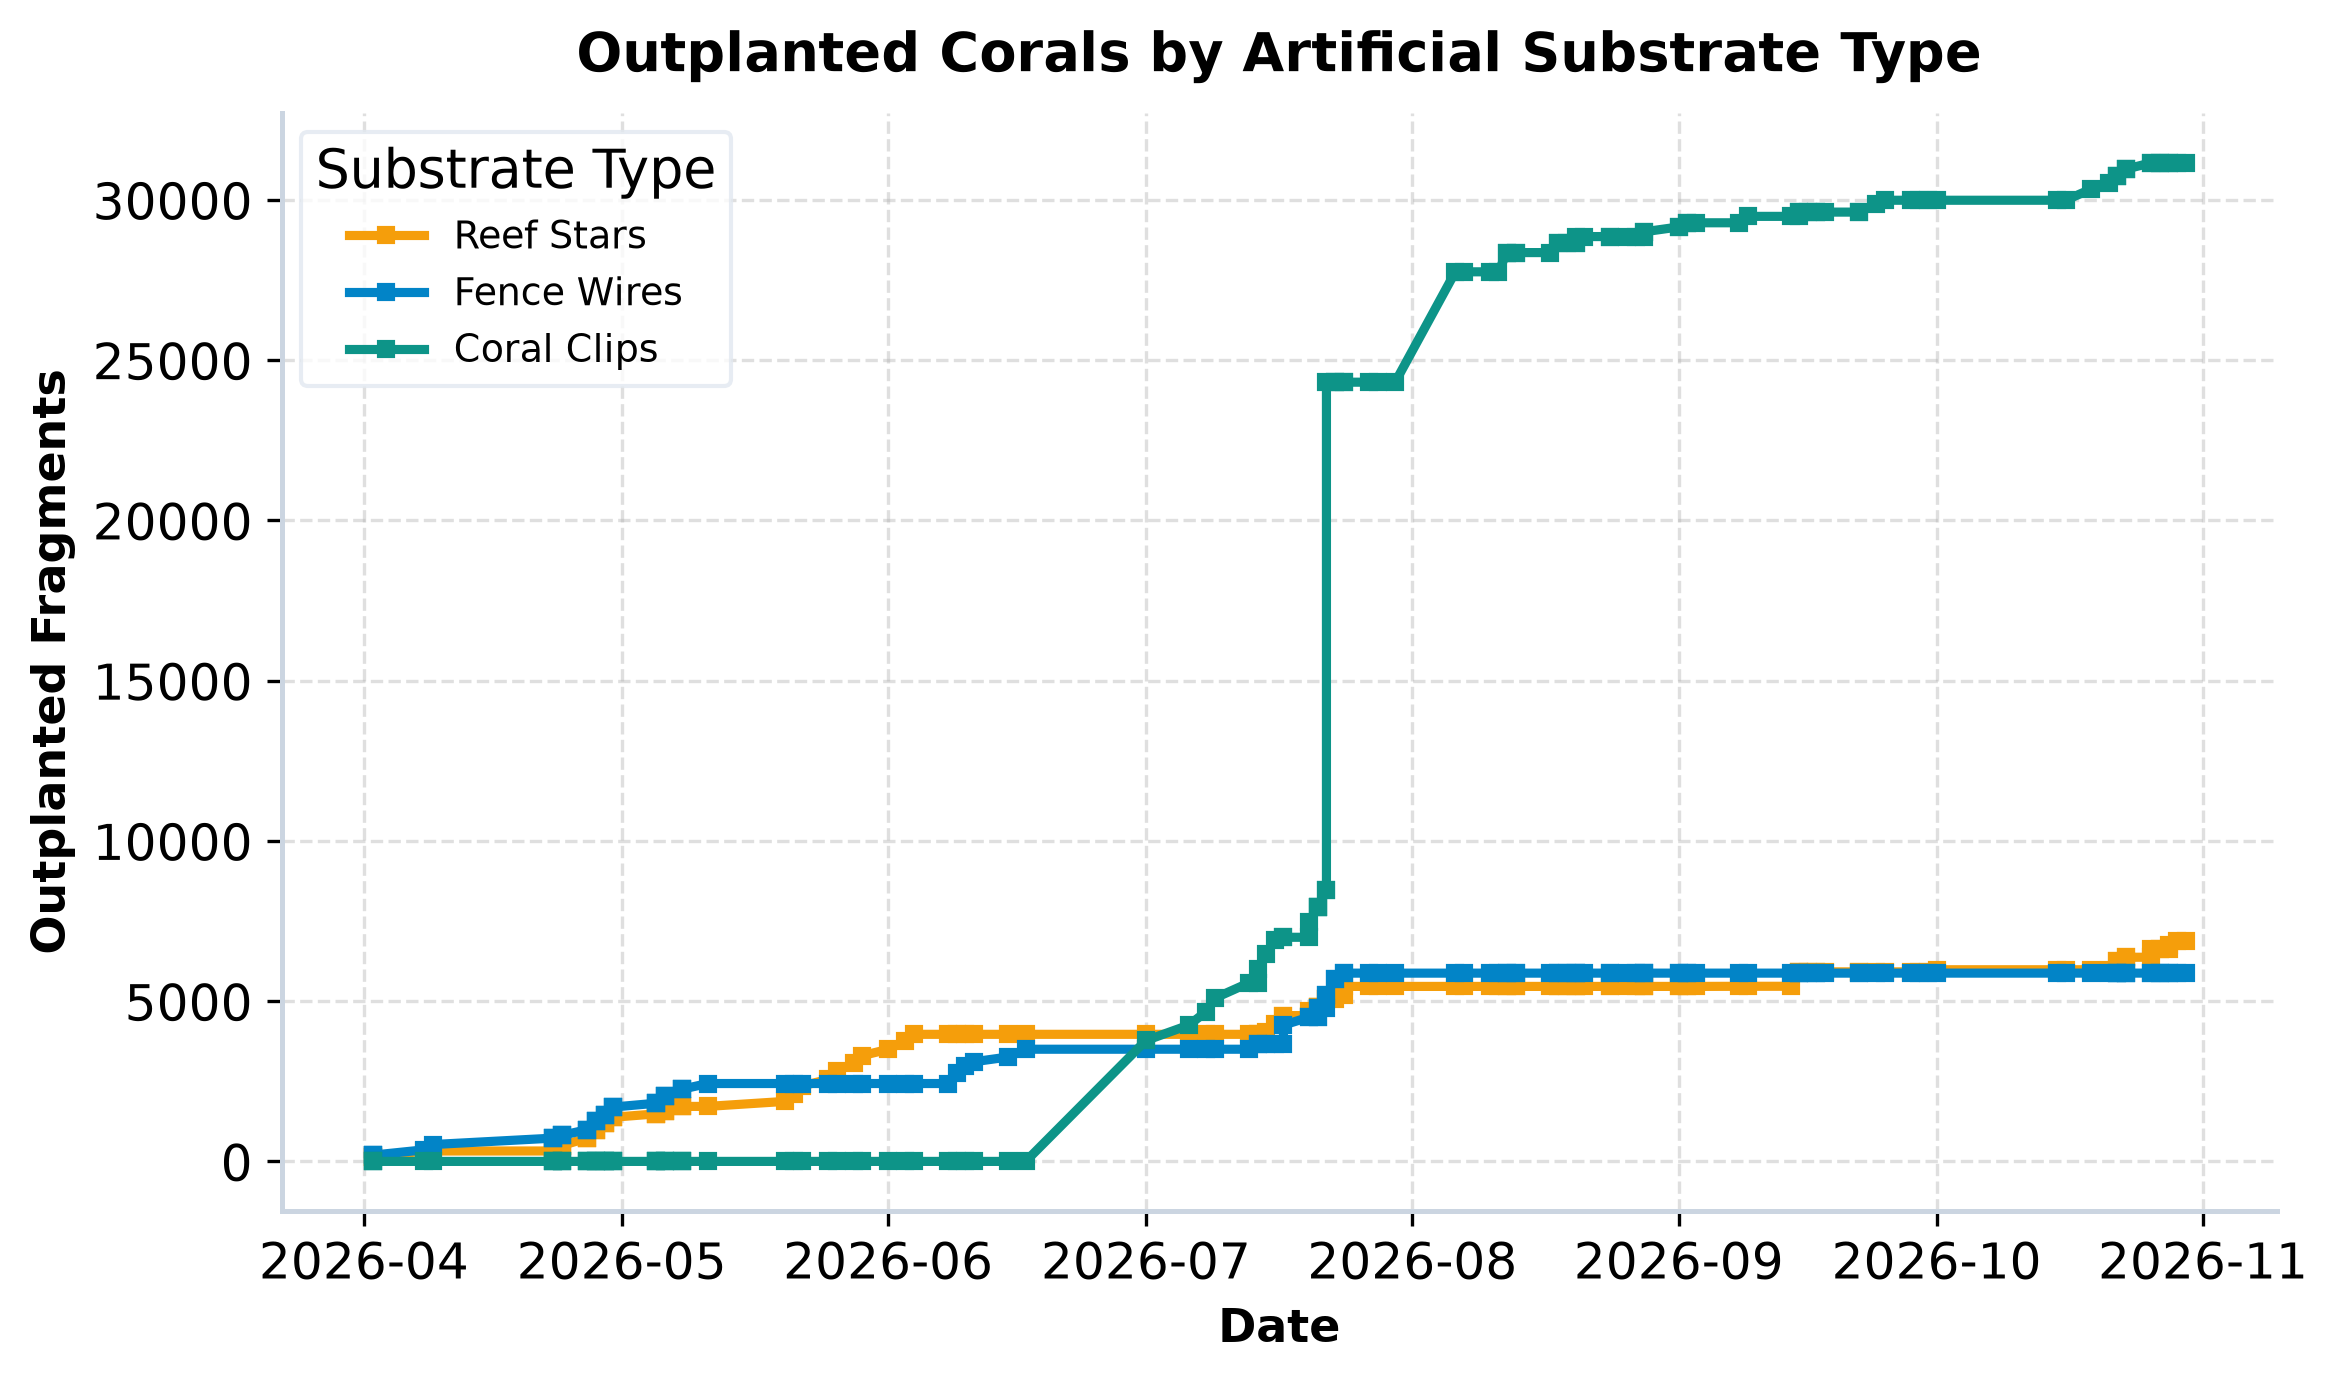 Outplanted Corals by Artificial Substrate Type
Substrate Type
Reef Stars
Fence Wires
Coral Clips
Outplanted Fragments
30000
25000
20000
15000
10000
5000
0
2026-04 2026-05 2026-06 2026-07 2026-08 2026-09 2026-10 2026-11
Date